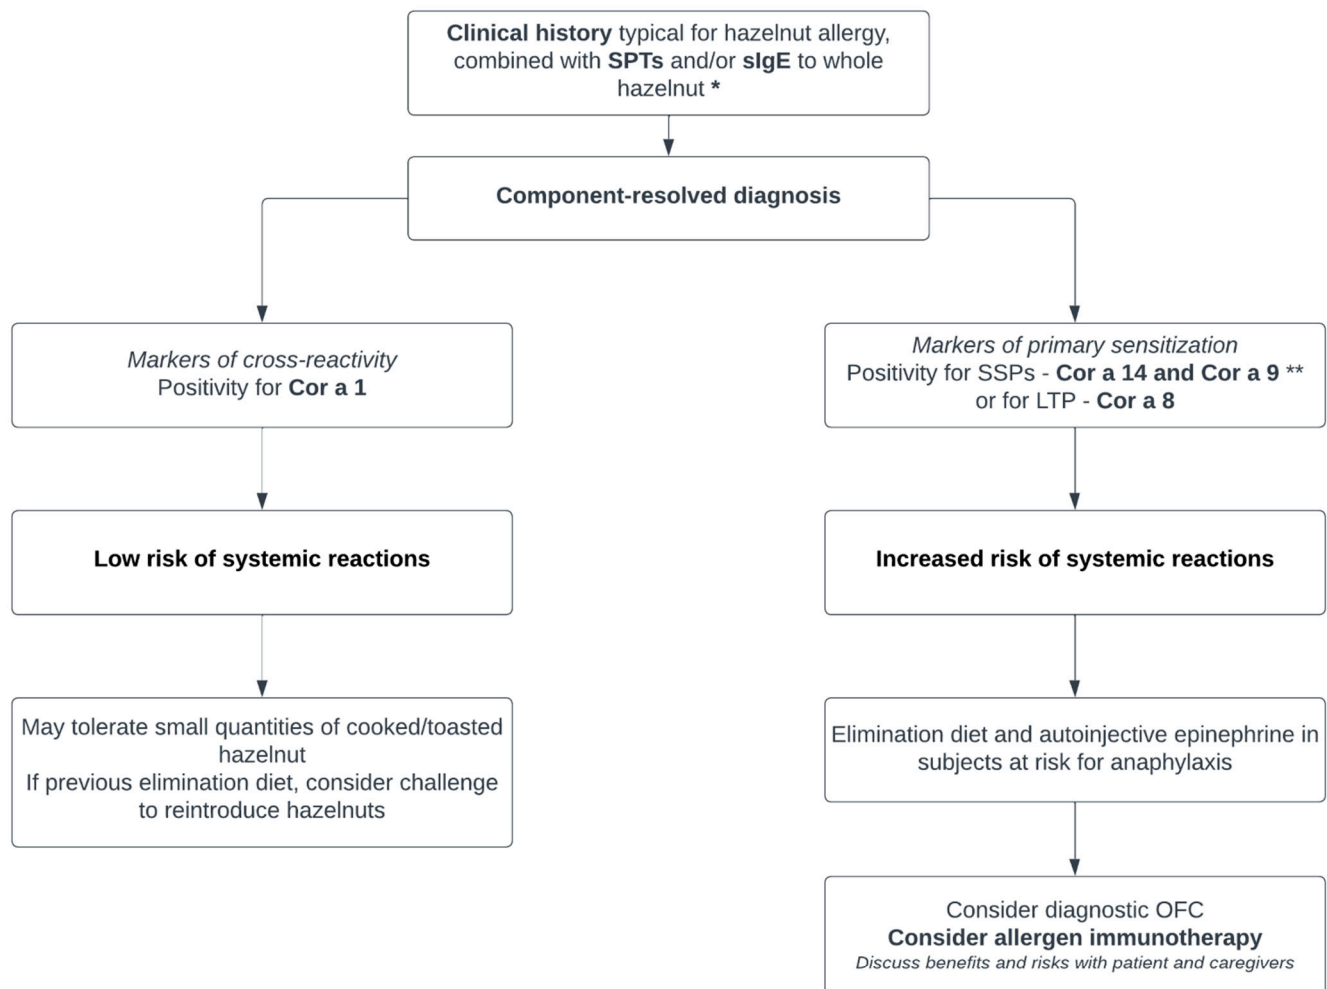 Clinical history typical for hazelnut allergy,
combined with SPTs and/or sIgE to whole
hazelnut *
Component-resolved diagnosis
Markers of cross-reactivity
Positivity for Cor a 1
Markers of primary sensitization
Positivity for SSPs - Cor a 14 and Cor a 9 **
or for LTP - Cor a 8
Low risk of systemic reactions
Increased risk of systemic reactions
May tolerate small quantities of cooked/toasted
hazelnut
If previous elimination diet, consider challenge
to reintroduce hazelnuts
Elimination diet and autoinjective epinephrine in
subjects at risk for anaphylaxis
Consider diagnostic OFC
Consider allergen immunotherapy
Discuss benefits and risks with patient and caregivers